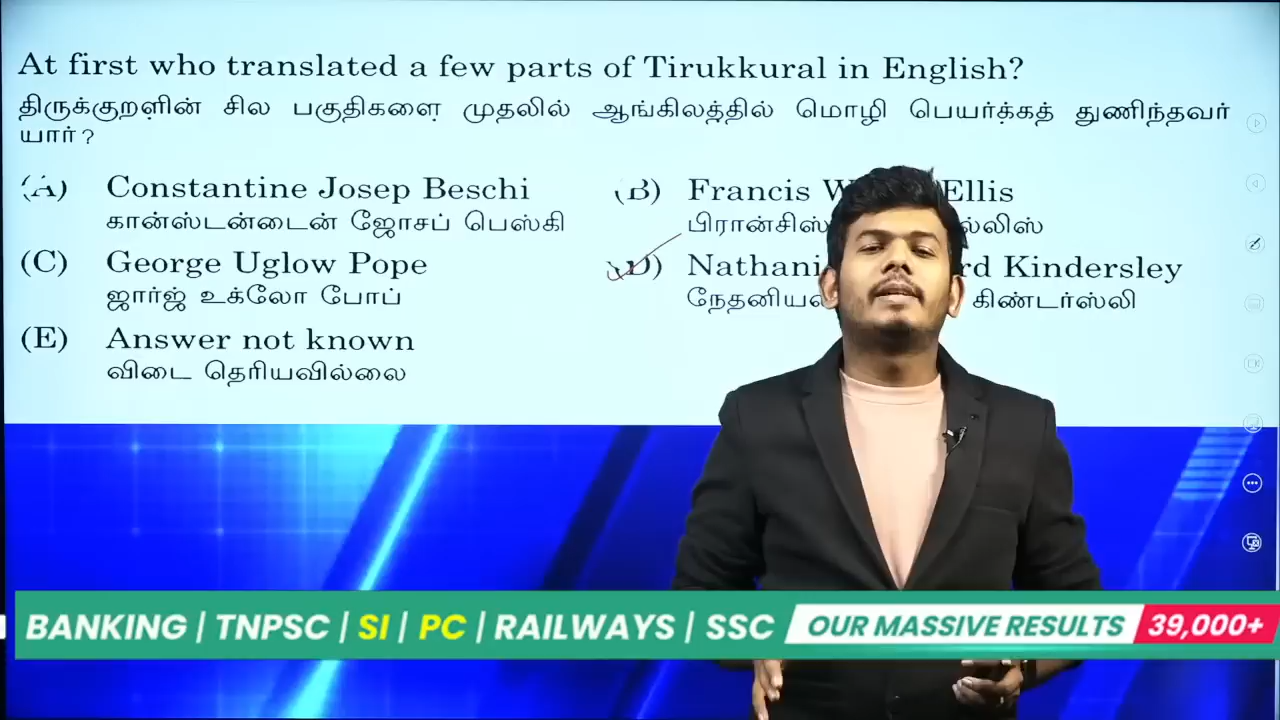 At first who translated a few parts of Tirukkural in English?
திருக்குறளின் சில பகுதிகளை முதலில் ஆங்கிலத்தில் மொழி பெயர்க்கத் துணிந்தவர்
யார்?
(A) Constantine Josep Beschi
கான்ஸ்டன்டைன் ஜோசப் பெஸ்கி
(B) Francis Ellis
பிரான்சிஸ்
(C) George Uglow Pope
ஜார்ஜ் உக்லோ போப்
(D) Kindersley
கிண்டர்ஸ்லி
(E) Answer not known
விடை தெரியவில்லை
BANKING | TNPSC | SI | PC | RAILWAYS | SSC OUR MASSIVE RESULTS 39,000+